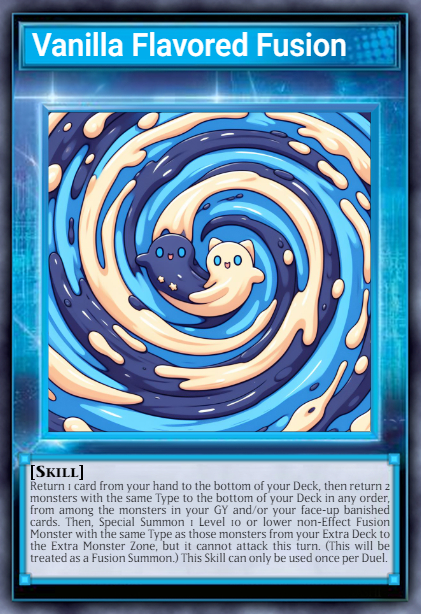 Vanilla Flavored Fusion
[SKILL]
Return 1 card from your hand to the bottom of your Deck, then return 2
monsters with the same Type to the bottom of your Deck in any order,
from among the monsters in your GY and/or your face-up banished
cards. Then, Special Summon 1 Level 10 or lower non-Effect Fusion
Monster with the same Type as those monsters from your Extra Deck to
the Extra Monster Zone, but it cannot attack this turn. (This will be
treated as a Fusion Summon.) This Skill can only be used once per Duel.